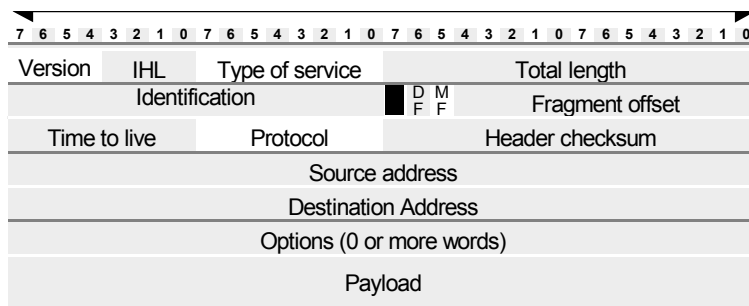 7 6 5 4 3 2 1 0 7 6 5 4 3 2 1 0 7 6 5 4 3 2 1 0 7 6 5 4 3 2 1 0
Version IHL Type of service Total length
Identification DF MF Fragment offset
Time to live Protocol Header checksum
Source address
Destination Address
Options (0 or more words)
Payload